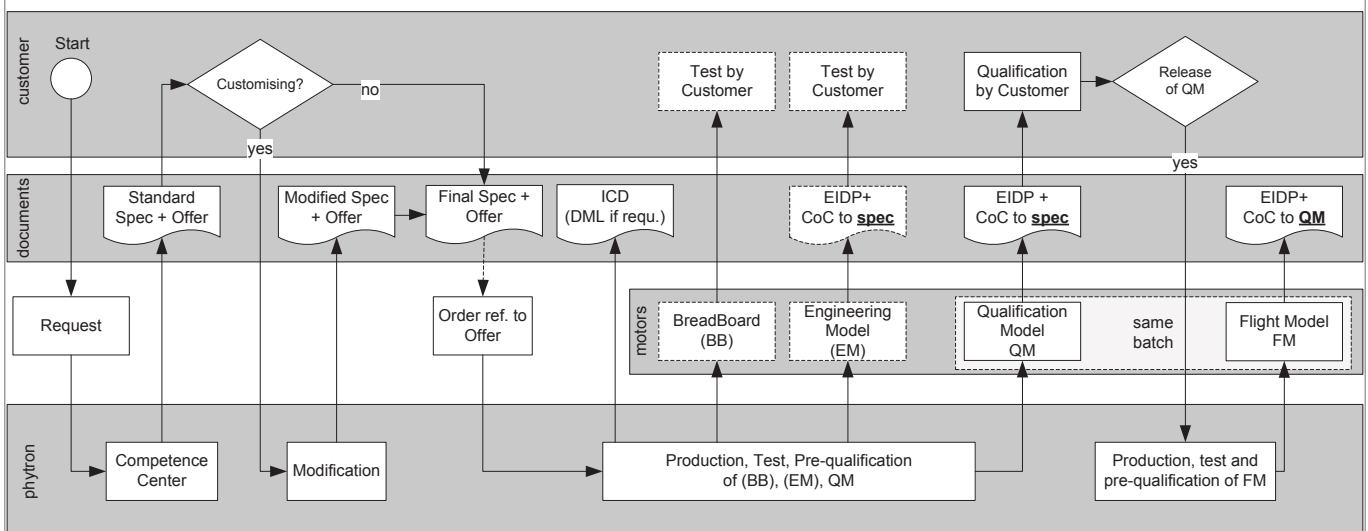 customer
Start
Customising?
no
yes
Test by
Customer
Test by
Customer
Qualification
by Customer
Release
of QM
yes
documents
Standard
Spec + Offer
Modified Spec
+ Offer
Final Spec +
Offer
ICD
(DML if requ.)
EIDP+
CoC to spec
EIDP +
CoC to spec
EIDP+
CoC to QM
Request
Order ref. to
Offer
motors
BreadBoard
(BB)
Engineering
Model
(EM)
Qualification
Model
QM
same
batch
Flight Model
FM
phytron
Competence
Center
Modification
Production, Test, Pre-qualification
of (BB), (EM), QM
Production, test and
pre-qualification of FM